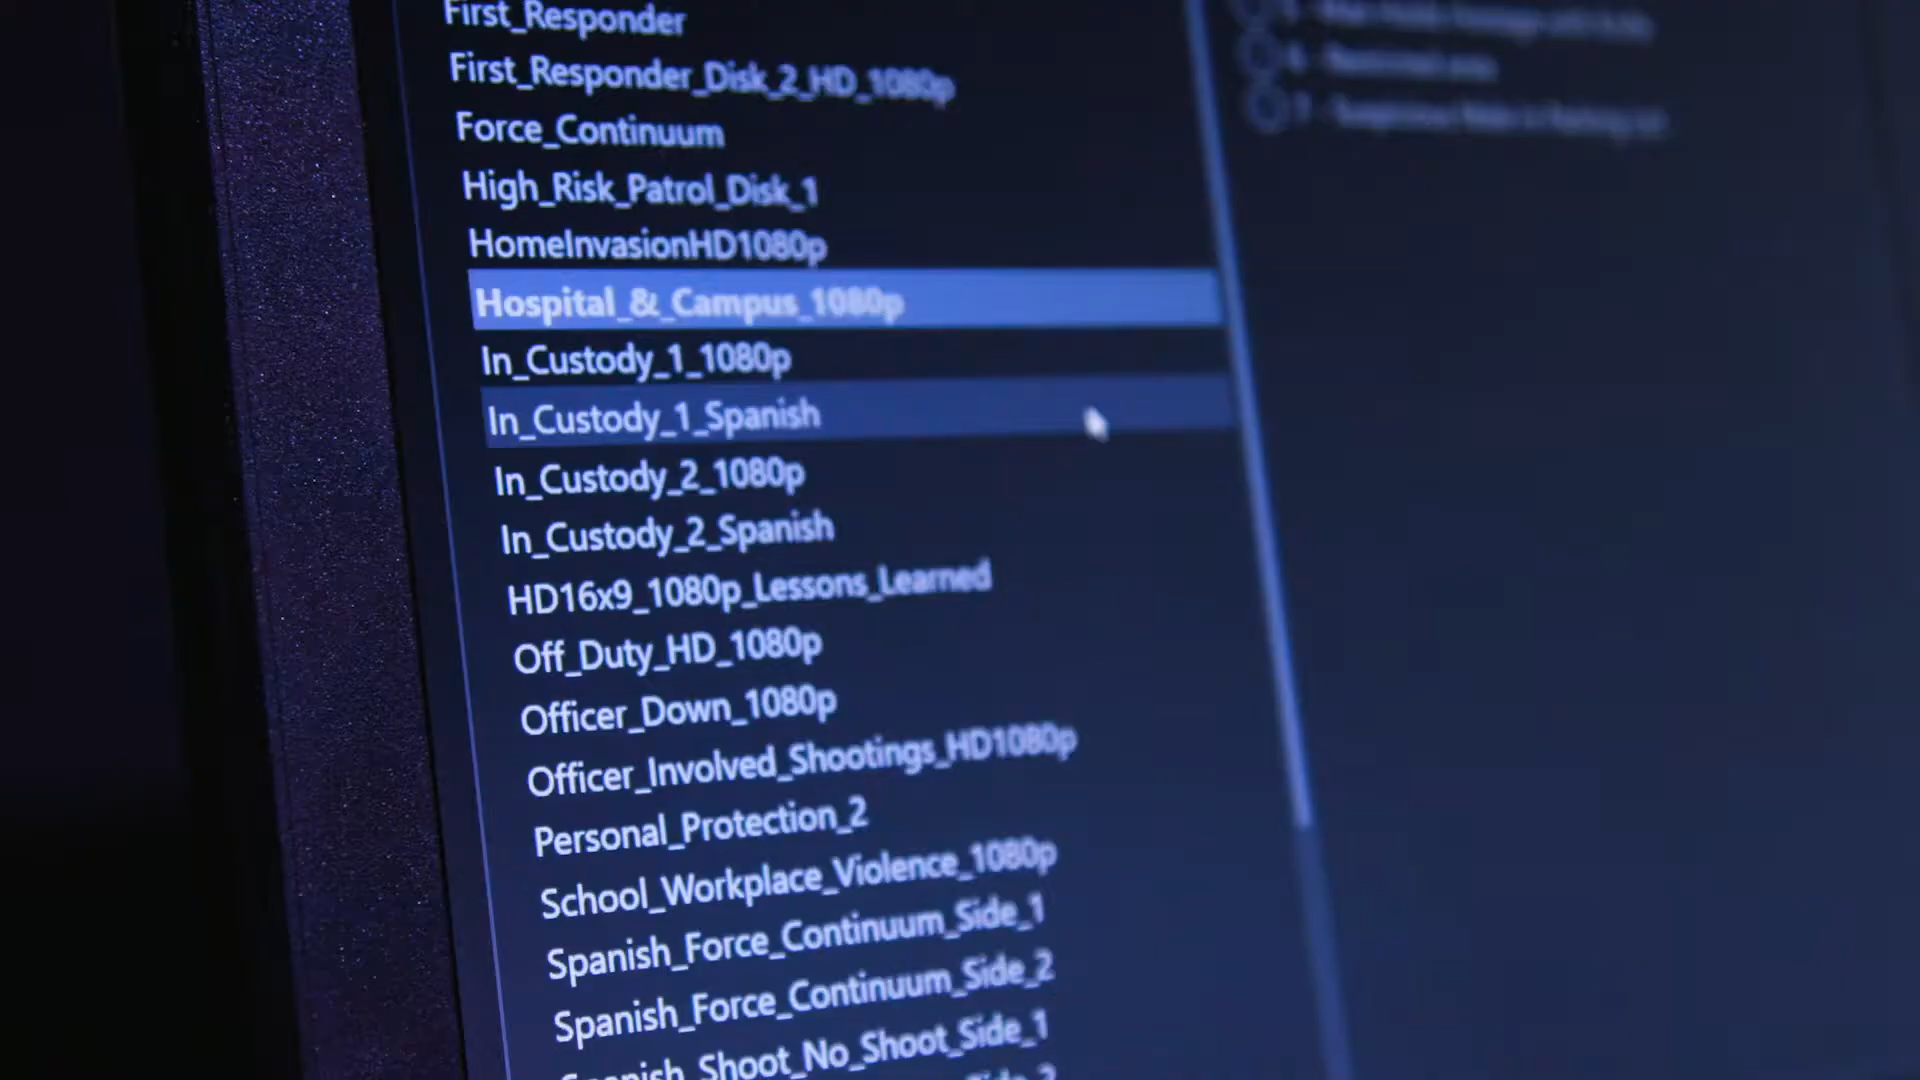 First_Responder
First_Responder_Disk_2_HD_1080p
Force_Continuum
High_Risk_Patrol_Disk_1
HomeInvasionHD1080p
Hospital_&_Campus_1080p
In_Custody_1_1080p
In_Custody_1_Spanish
In_Custody_2_1080p
In_Custody_2_Spanish
HD16x9_1080p_Lessons_Learned
Off_Duty_HD_1080p
Officer_Down_1080p
Officer_Involved_Shootings_HD1080p
Personal_Protection_2
School_Workplace_Violence_1080p
Spanish_Force_Continuum_Side_1
Spanish_Force_Continuum_Side_2
Spanish_Shoot_No_Shoot_Side_1